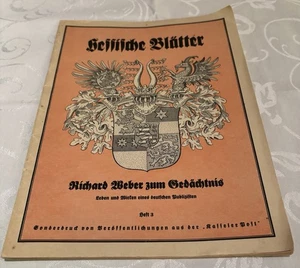 Hessische Blätter
Richard Weber zum Gedächtnis
Leben und Wirken eines deutschen Publizisten
Heft 3
Sonderdruck von Veröffentlichungen aus der „Kasseler Post"